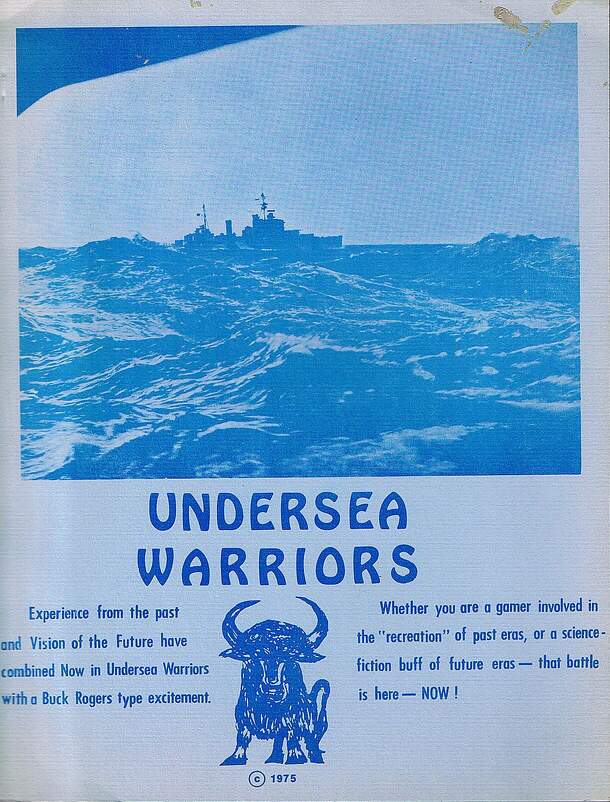 UNDERSEA
WARRIORS
Experience from the past
and Vision of the Future have
combined Now in Undersea Warriors
with a Buck Rogers type excitement.
Whether you are a gamer involved in
the "recreation" of past eras, or a science-
fiction buff of future eras — that battle
is here — NOW !
© 1975